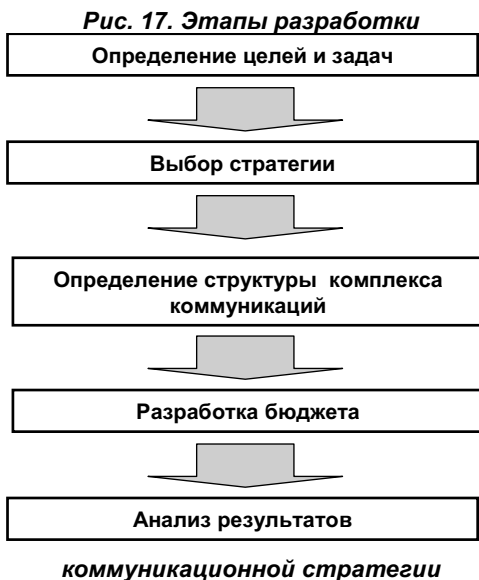 Рис. 17. Этапы разработки
Определение целей и задач
Выбор стратегии
Определение структуры комплекса
коммуникаций
Разработка бюджета
Анализ результатов
коммуникационной стратегии